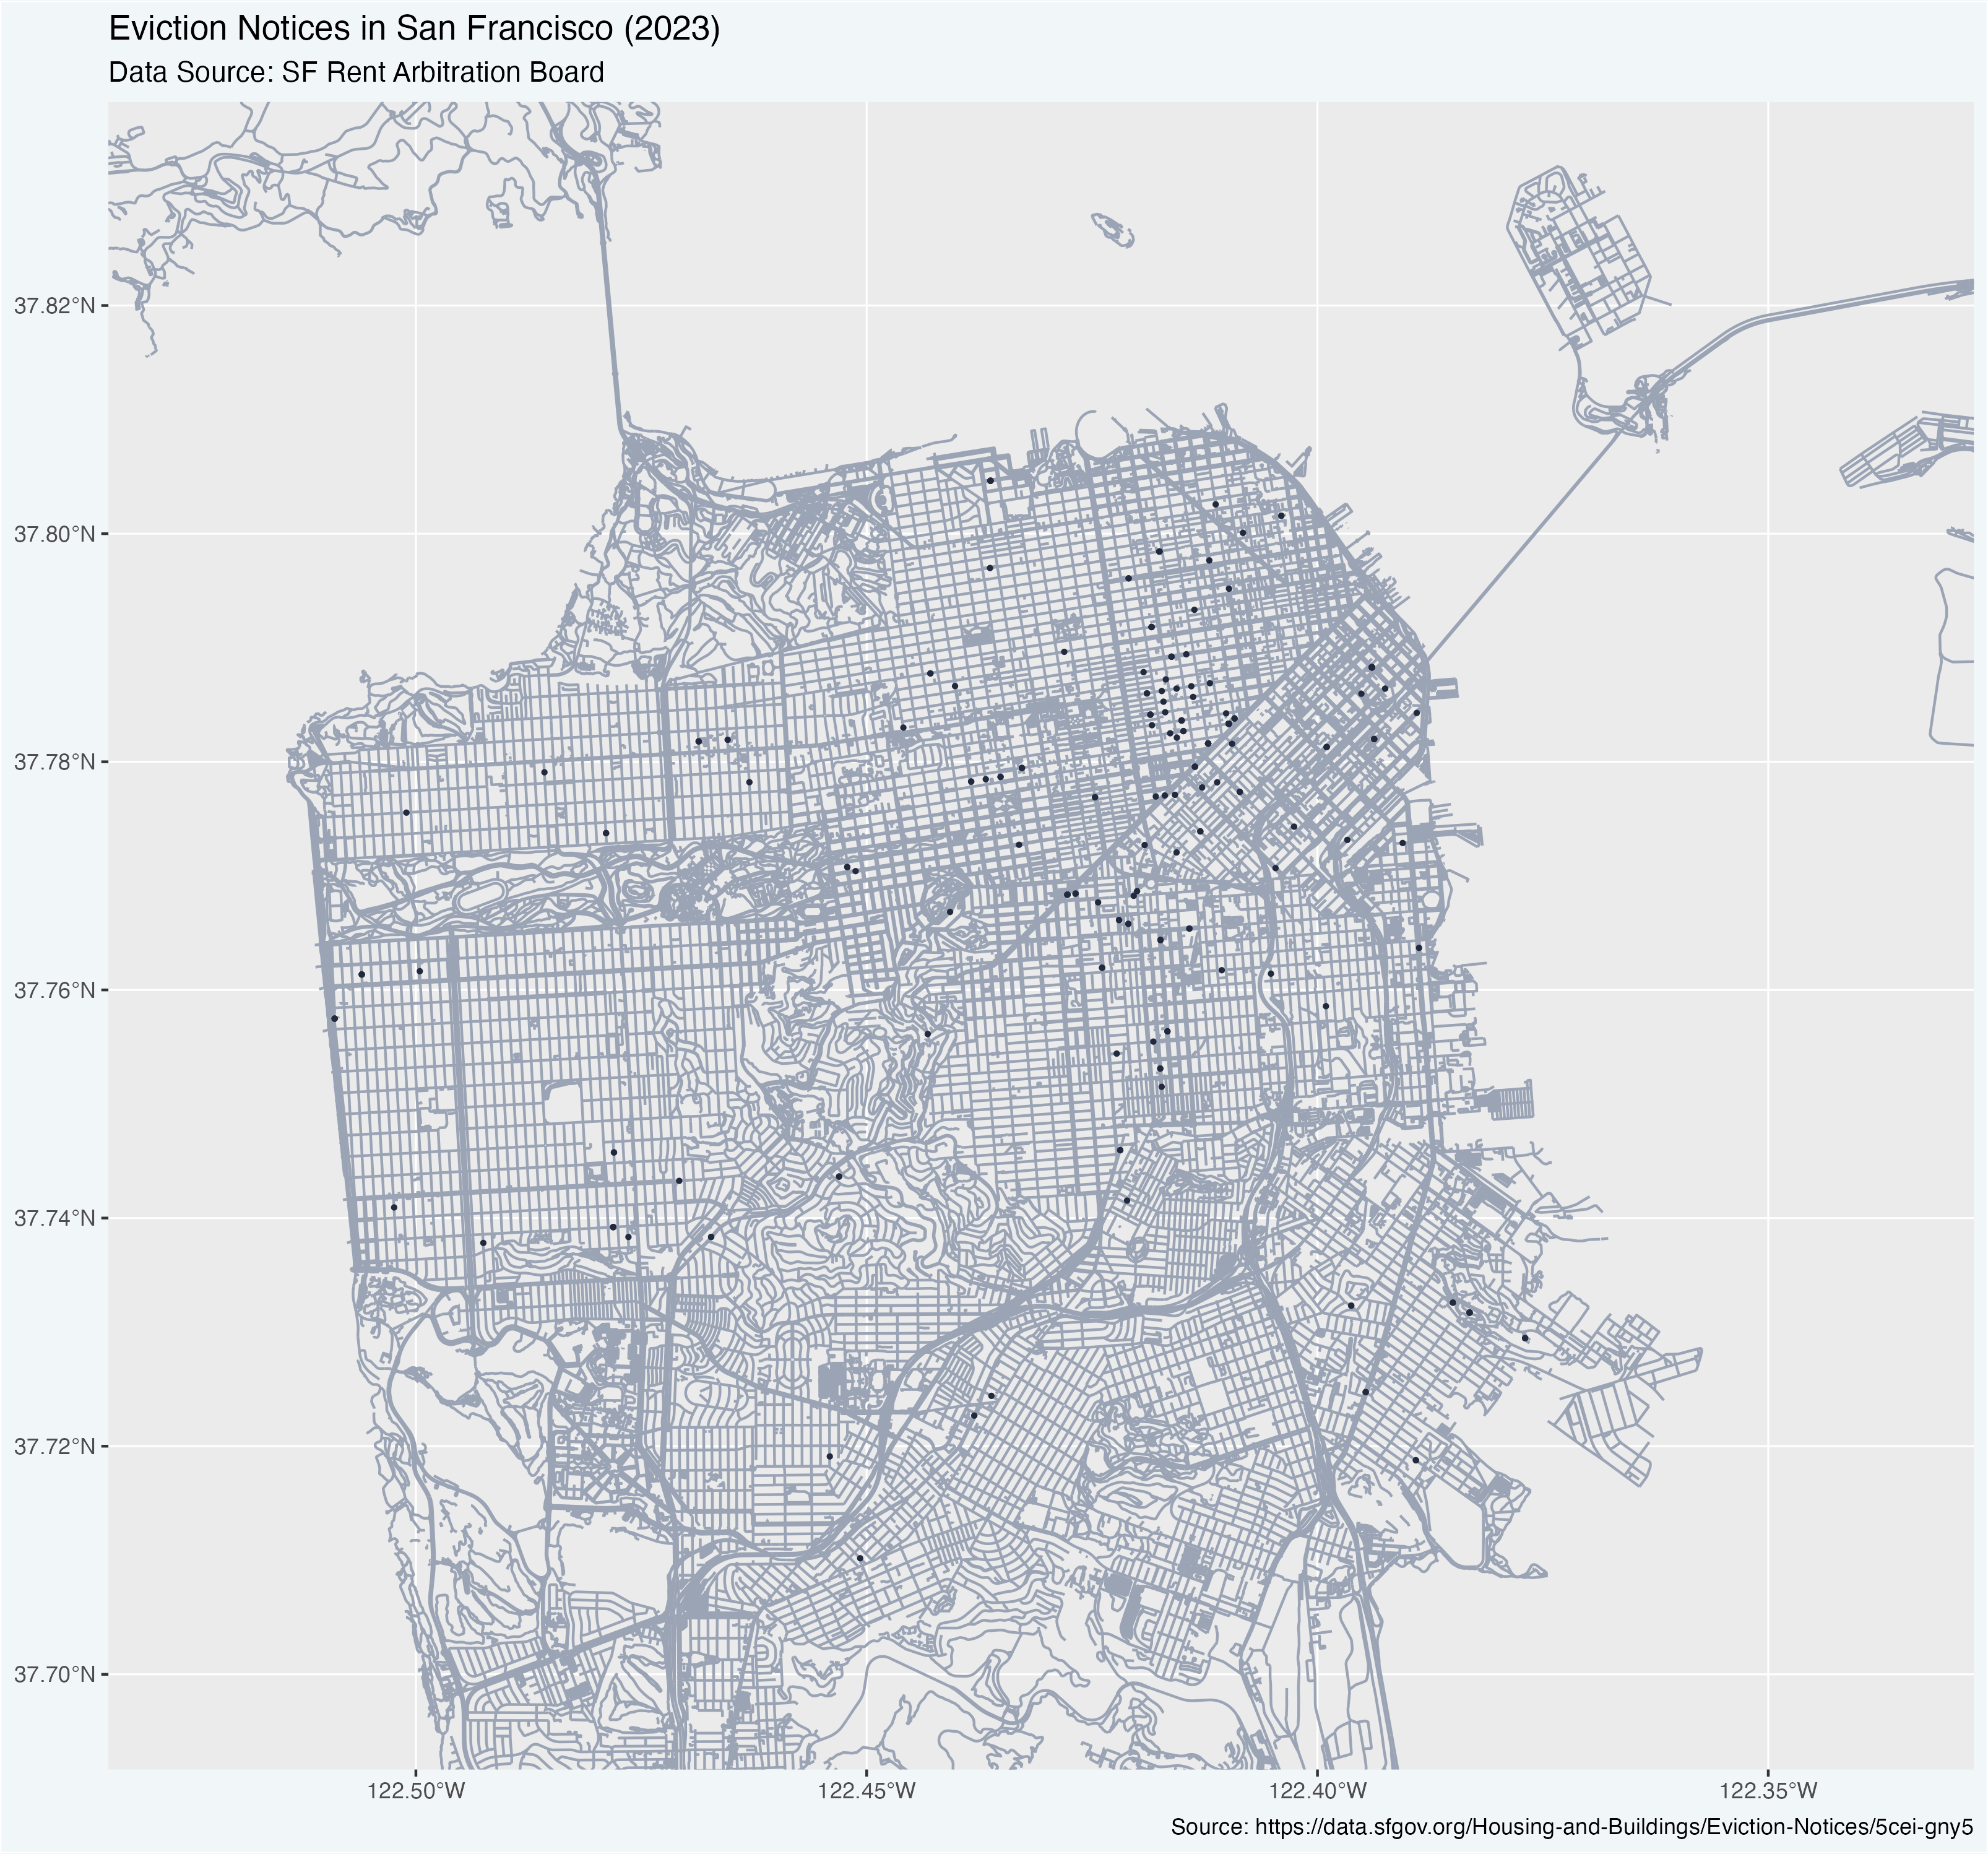 Eviction Notices in San Francisco (2023)
Data Source: SF Rent Arbitration Board
37.82°N
37.80°N
37.78°N
37.76°N
37.74°N
37.72°N
37.70°N
122.50°W
122.45°W
122.40°W
122.35°W
Source: https://data.sfgov.org/Housing-and-Buildings/Eviction-Notices/5cei-gny5